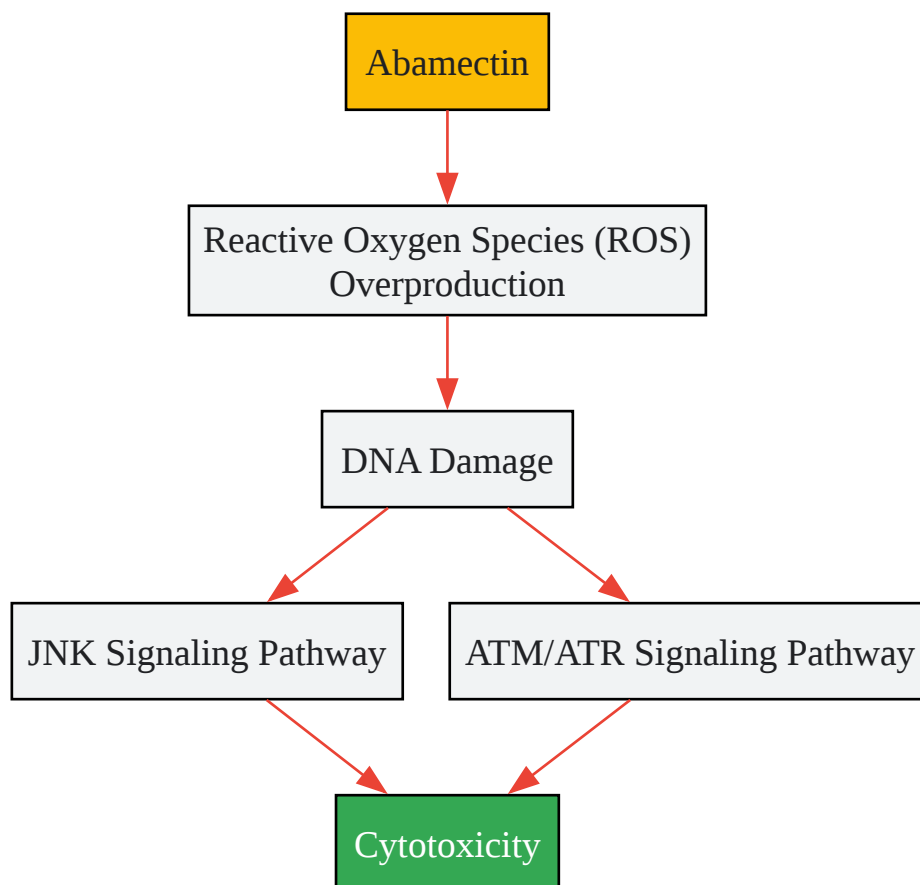 Abamectin
Reactive Oxygen Species (ROS)
Overproduction
DNA Damage
JNK Signaling Pathway
ATM/ATR Signaling Pathway
Cytotoxicity